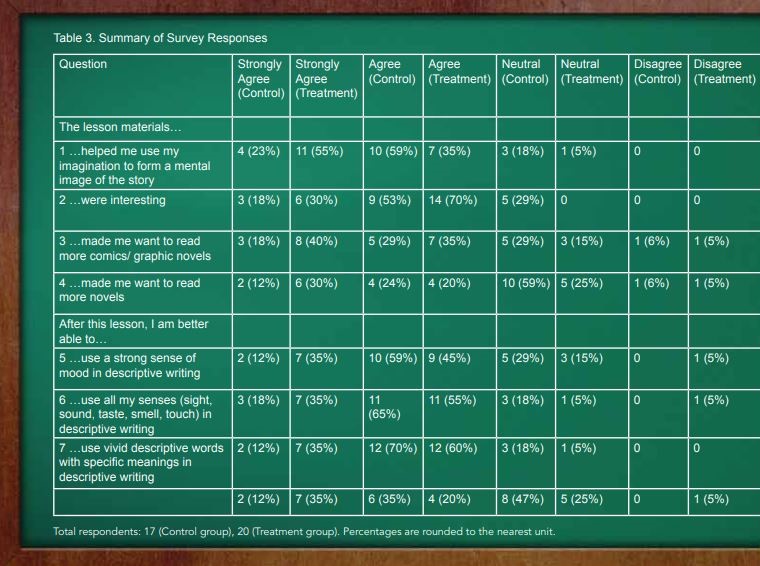 Table 3. Summary of Survey Responses
Question
Strongly Agree (Control)
Strongly Agree (Treatment)
Agree (Control)
Agree (Treatment)
Neutral (Control)
Neutral (Treatment)
Disagree (Control)
Disagree (Treatment)
The lesson materials…
1 …helped me use my imagination to form a mental image of the story 4 (23%) 11 (55%) 10 (59%) 7 (35%) 3 (18%) 1 (5%) 0 0
2 …were interesting 3 (18%) 6 (30%) 9 (53%) 14 (70%) 5 (29%) 0 0 0
3 …made me want to read more comics/ graphic novels 3 (18%) 8 (40%) 5 (29%) 7 (35%) 5 (29%) 3 (15%) 1 (6%) 1 (5%)
4 …made me want to read more novels 2 (12%) 6 (30%) 4 (24%) 4 (20%) 10 (59%) 5 (25%) 1 (6%) 1 (5%)
After this lesson, I am better able to…
5 …use a strong sense of mood in descriptive writing 2 (12%) 7 (35%) 10 (59%) 9 (45%) 5 (29%) 3 (15%) 0 1 (5%)
6 …use all my senses (sight, sound, taste, smell, touch) in descriptive writing 3 (18%) 7 (35%) 11 (65%) 11 (55%) 3 (18%) 1 (5%) 0 1 (5%)
7 …use vivid descriptive words with specific meanings in descriptive writing 2 (12%) 7 (35%) 12 (70%) 12 (60%) 3 (18%) 1 (5%) 0 0
2 (12%) 7 (35%) 6 (35%) 4 (20%) 8 (47%) 5 (25%) 0 1 (5%)
Total respondents: 17 (Control group), 20 (Treatment group). Percentages are rounded to the nearest unit.